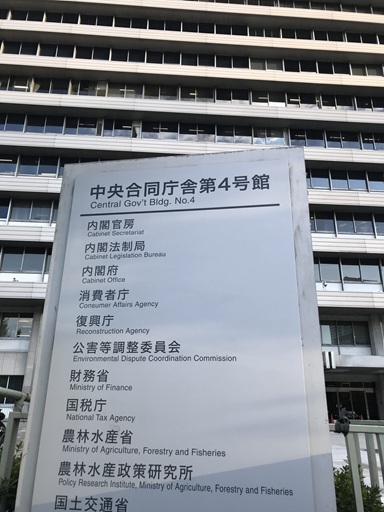 中央合同庁舎第4号館
Central Gov't Bldg. No.4
内閣官房
Cabinet Secretariat
内閣法制局
Cabinet Legislation Bureau
内閣府
Cabinet Office
消費者庁
Consumer Affairs Agency
復興庁
Reconstruction Agency
公害等調整委員会
Environmental Dispute Coordination Commission
財務省
Ministry of Finance
国税庁
National Tax Agency
農林水産省
Ministry of Agriculture, Forestry and Fisheries
農林水産政策研究所
Policy Research Institute, Ministry of Agriculture, Forestry and Fisheries
国土交通省